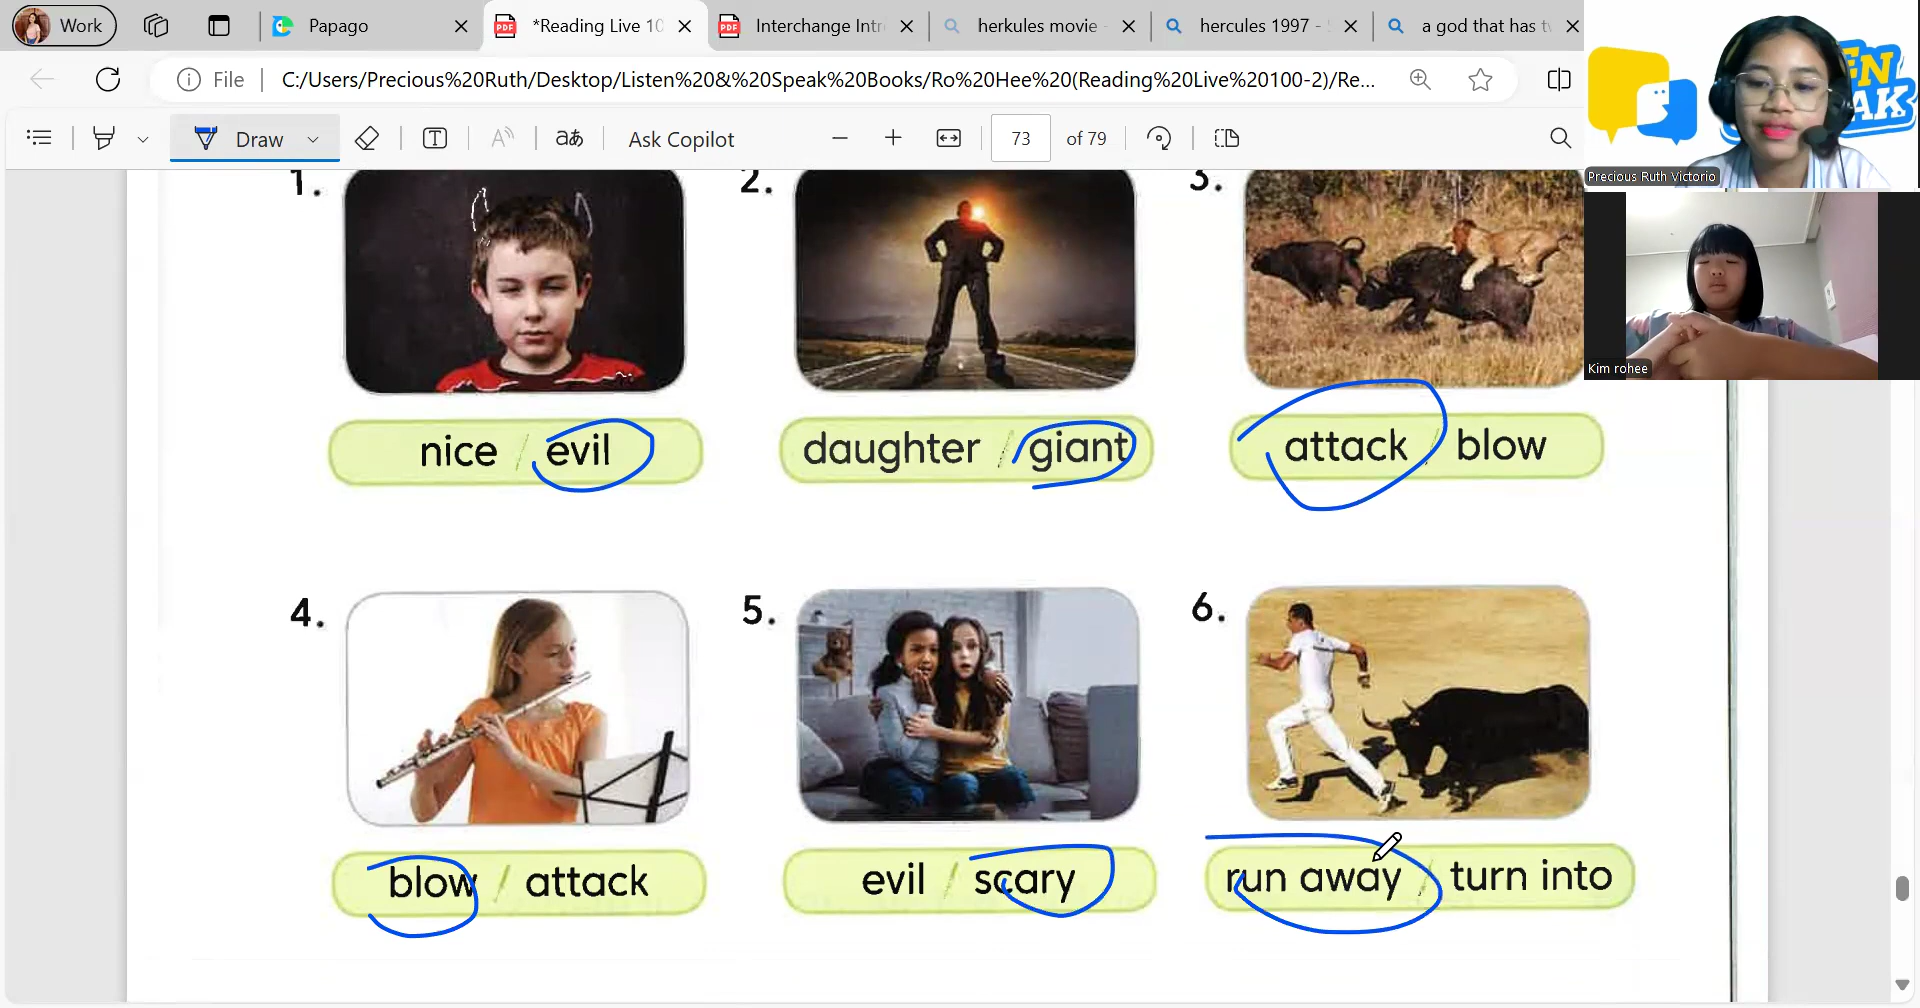 Work
Papago
*Reading Live 10
Interchange Intr
herkules movie -
hercules 1997 -
a god that has tw
File
C:/Users/Precious%20Ruth/Desktop/Listen%20&%20Speak%20Books/Ro%20Hee%20(Reading%20Live%20100-2)/Re...
Draw
aあ
Ask Copilot
73
of 79
Precious Ruth Victorio
Kim rohee
1.
2.
3.
nice / evil
daughter / giant
attack / blow
4.
5.
6.
blow / attack
evil / scary
run away / turn into